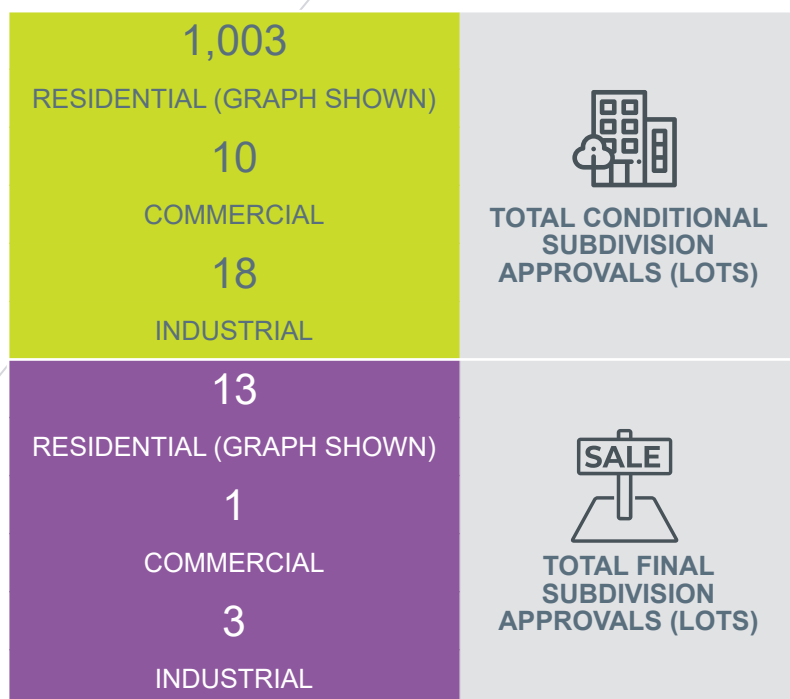 1,003
RESIDENTIAL (GRAPH SHOWN)
10
COMMERCIAL
18
INDUSTRIAL
TOTAL CONDITIONAL
SUBDIVISION
APPROVALS (LOTS)
13
RESIDENTIAL (GRAPH SHOWN)
1
COMMERCIAL
3
INDUSTRIAL
SALE
TOTAL FINAL
SUBDIVISION
APPROVALS (LOTS)